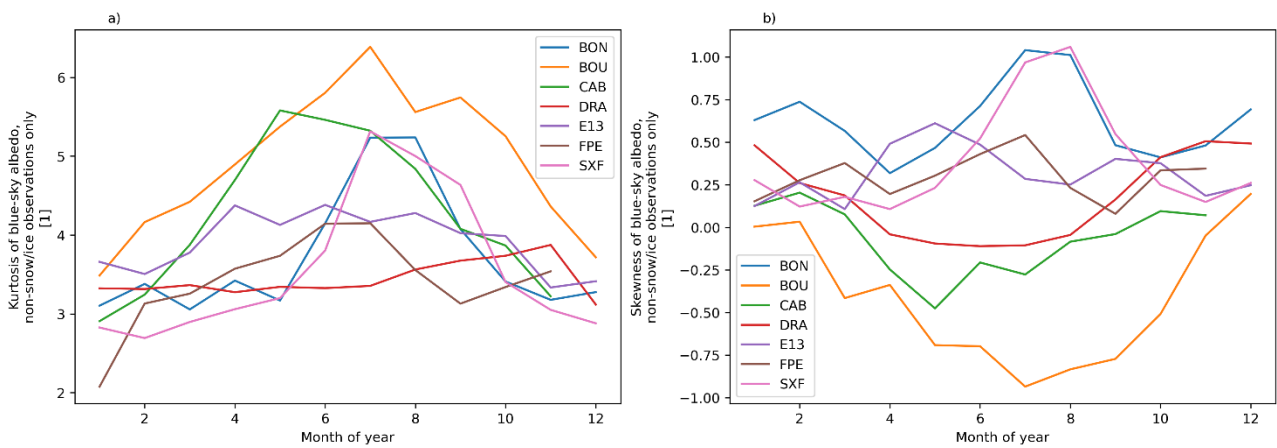 a)
Kurtosis of blue-sky albedo,
non-snow/ice observations only
[1]
6
5
4
3
2
BON
BOU
CAB
DRA
E13
FPE
SXF
2 4 6 8 10 12
Month of year
b)
Skewness of blue-sky albedo,
non-snow/ice observations only
[1]
1.00
0.75
0.50
0.25
0.00
−0.25
−0.50
−0.75
−1.00
BON
BOU
CAB
DRA
E13
FPE
SXF
2 4 6 8 10 12
Month of year